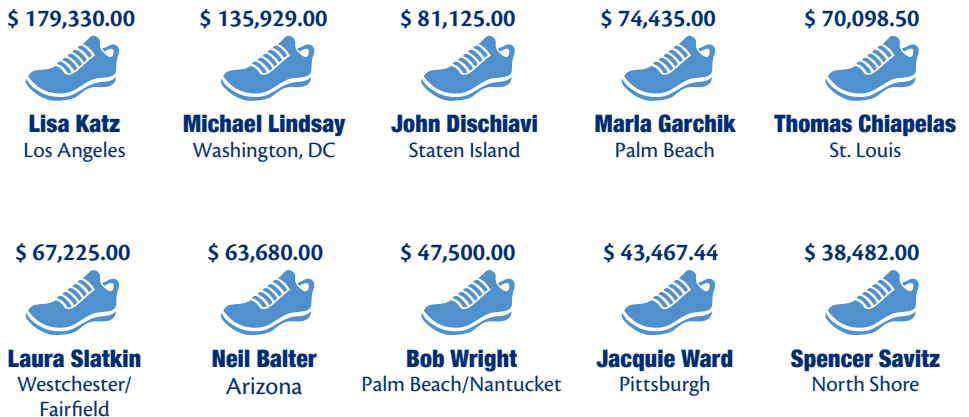 $ 179,330.00
$ 135,929.00
$ 81,125.00
$ 74,435.00
$ 70,098.50
Lisa Katz
Los Angeles
Michael Lindsay
Washington, DC
John Dischiavi
Staten Island
Marla Garchik
Palm Beach
Thomas Chiapelas
St. Louis
$ 67,225.00
$ 63,680.00
$ 47,500.00
$ 43,467.44
$ 38,482.00
Laura Slatkin
Westchester/
Fairfield
Neil Balter
Arizona
Bob Wright
Palm Beach/Nantucket
Jacquie Ward
Pittsburgh
Spencer Savitz
North Shore